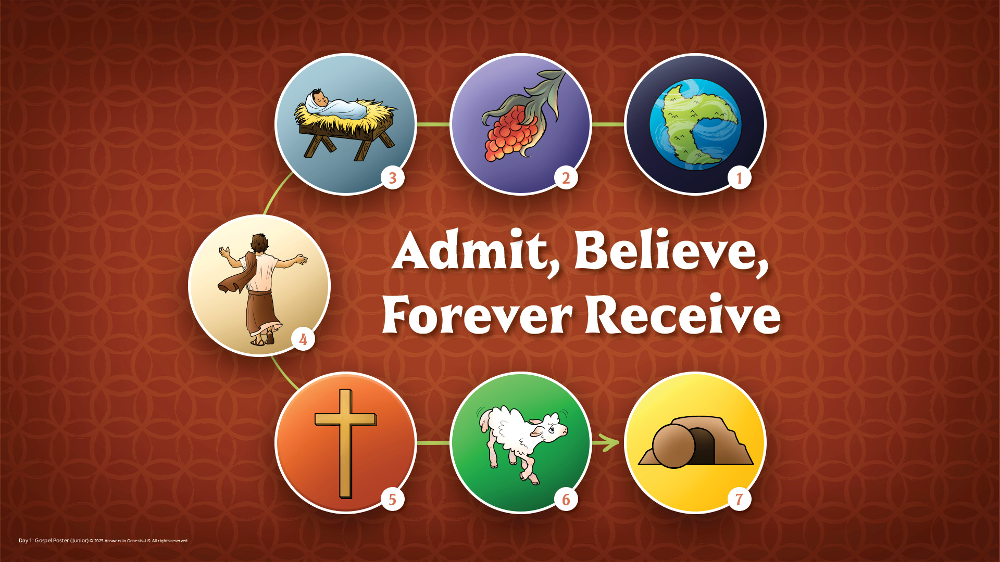 3
2
1
4
Admit, Believe,
Forever Receive
5
6
7
Day 1: Gospel Poster (Junior) © 2025 Answers in Genesis–US. All rights reserved.